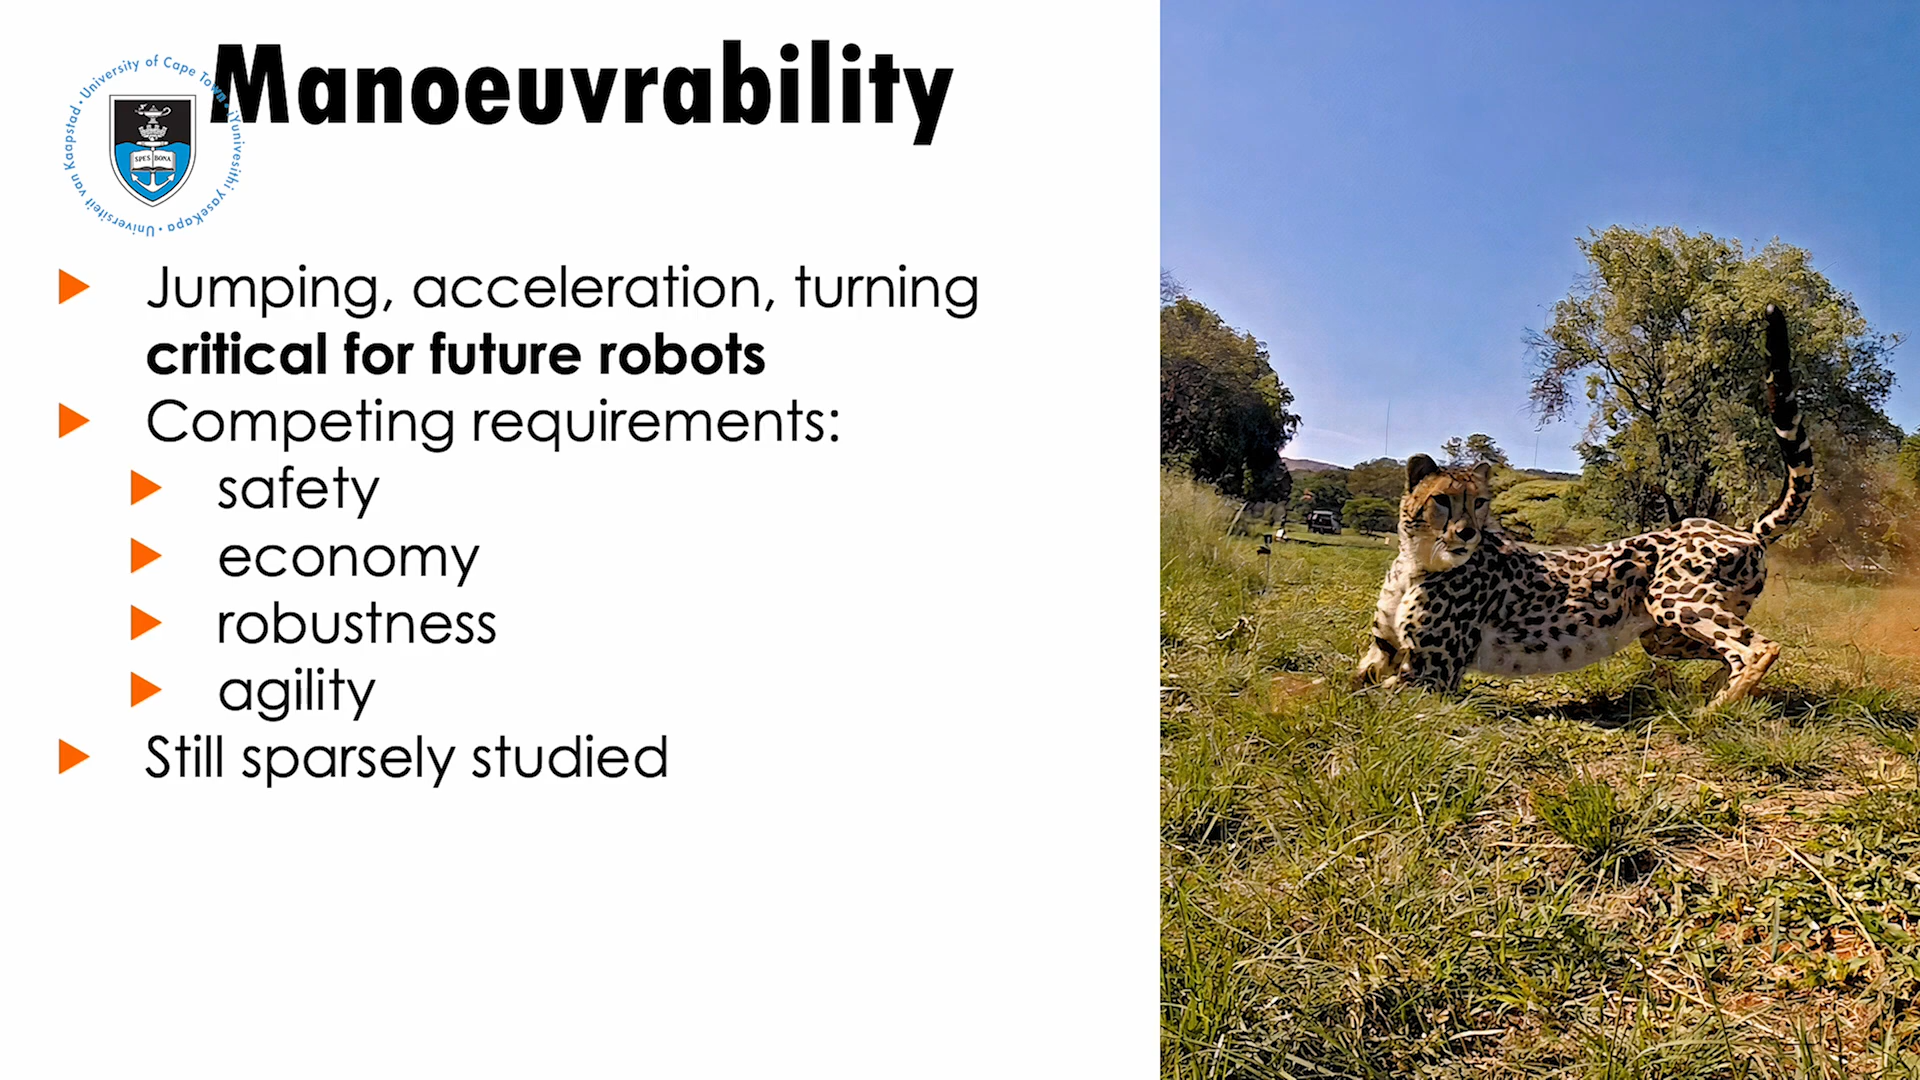 Manoeuvrability
University of Cape Town · iYunivesithi yaseKapa · Universiteit van Kaapstad ·
SPES BONA
Jumping, acceleration, turning
critical for future robots
Competing requirements:
safety
economy
robustness
agility
Still sparsely studied